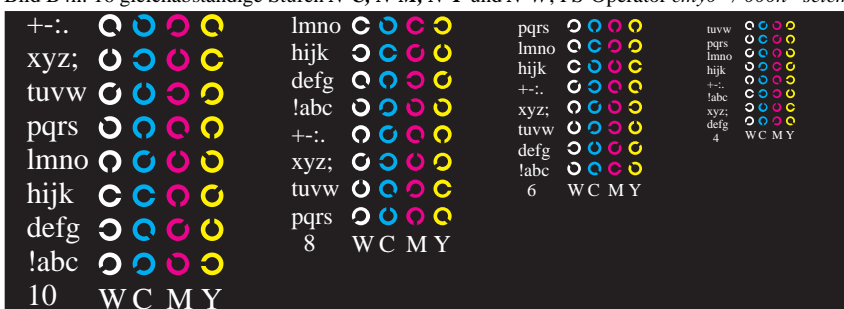 +-:.
xyz;
tuvw
pqrs
lmno
hijk
defg
!abc
10 W C M Y
lmno
hijk
defg
!abc
+-:.
xyz;
tuvw
pqrs
8 W C M Y
pqrs
lmno
hijk
+-:.
xyz;
tuvw
defg
!abc
6 W C M Y
tuvw
pqrs
lmno
hijk
+-:.
!abc
xyz;
defg
4 W C M Y